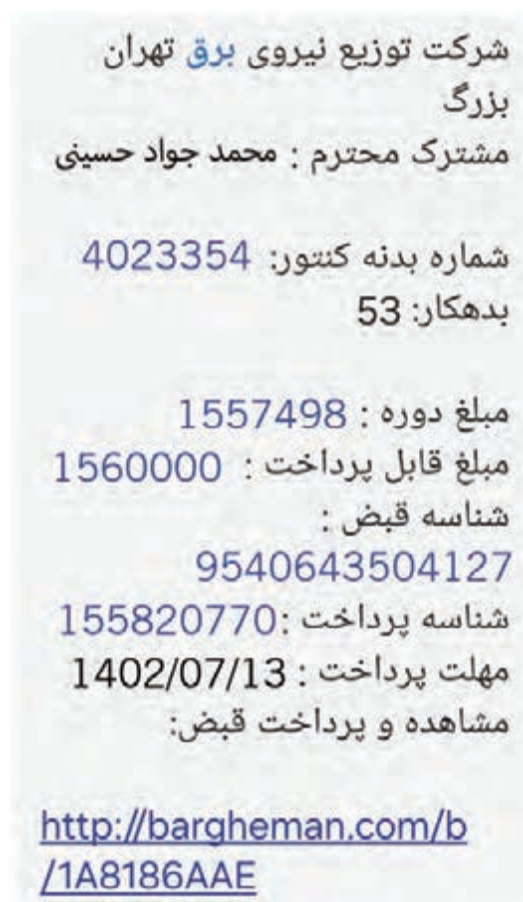 شرکت توزیع نیروی برق تهران
بزرگ
مشترک محترم : محمد جواد حسینی
شماره بدنه کنتور: 4023354
بدهکار: 53
مبلغ دوره : 1557498
مبلغ قابل پرداخت : 1560000
شناسه قبض :
9540643504127
شناسه پرداخت :155820770
مهلت پرداخت : 1402/07/13
مشاهده و پرداخت قبض:
http://bargheman.com/b
/1A8186AAE